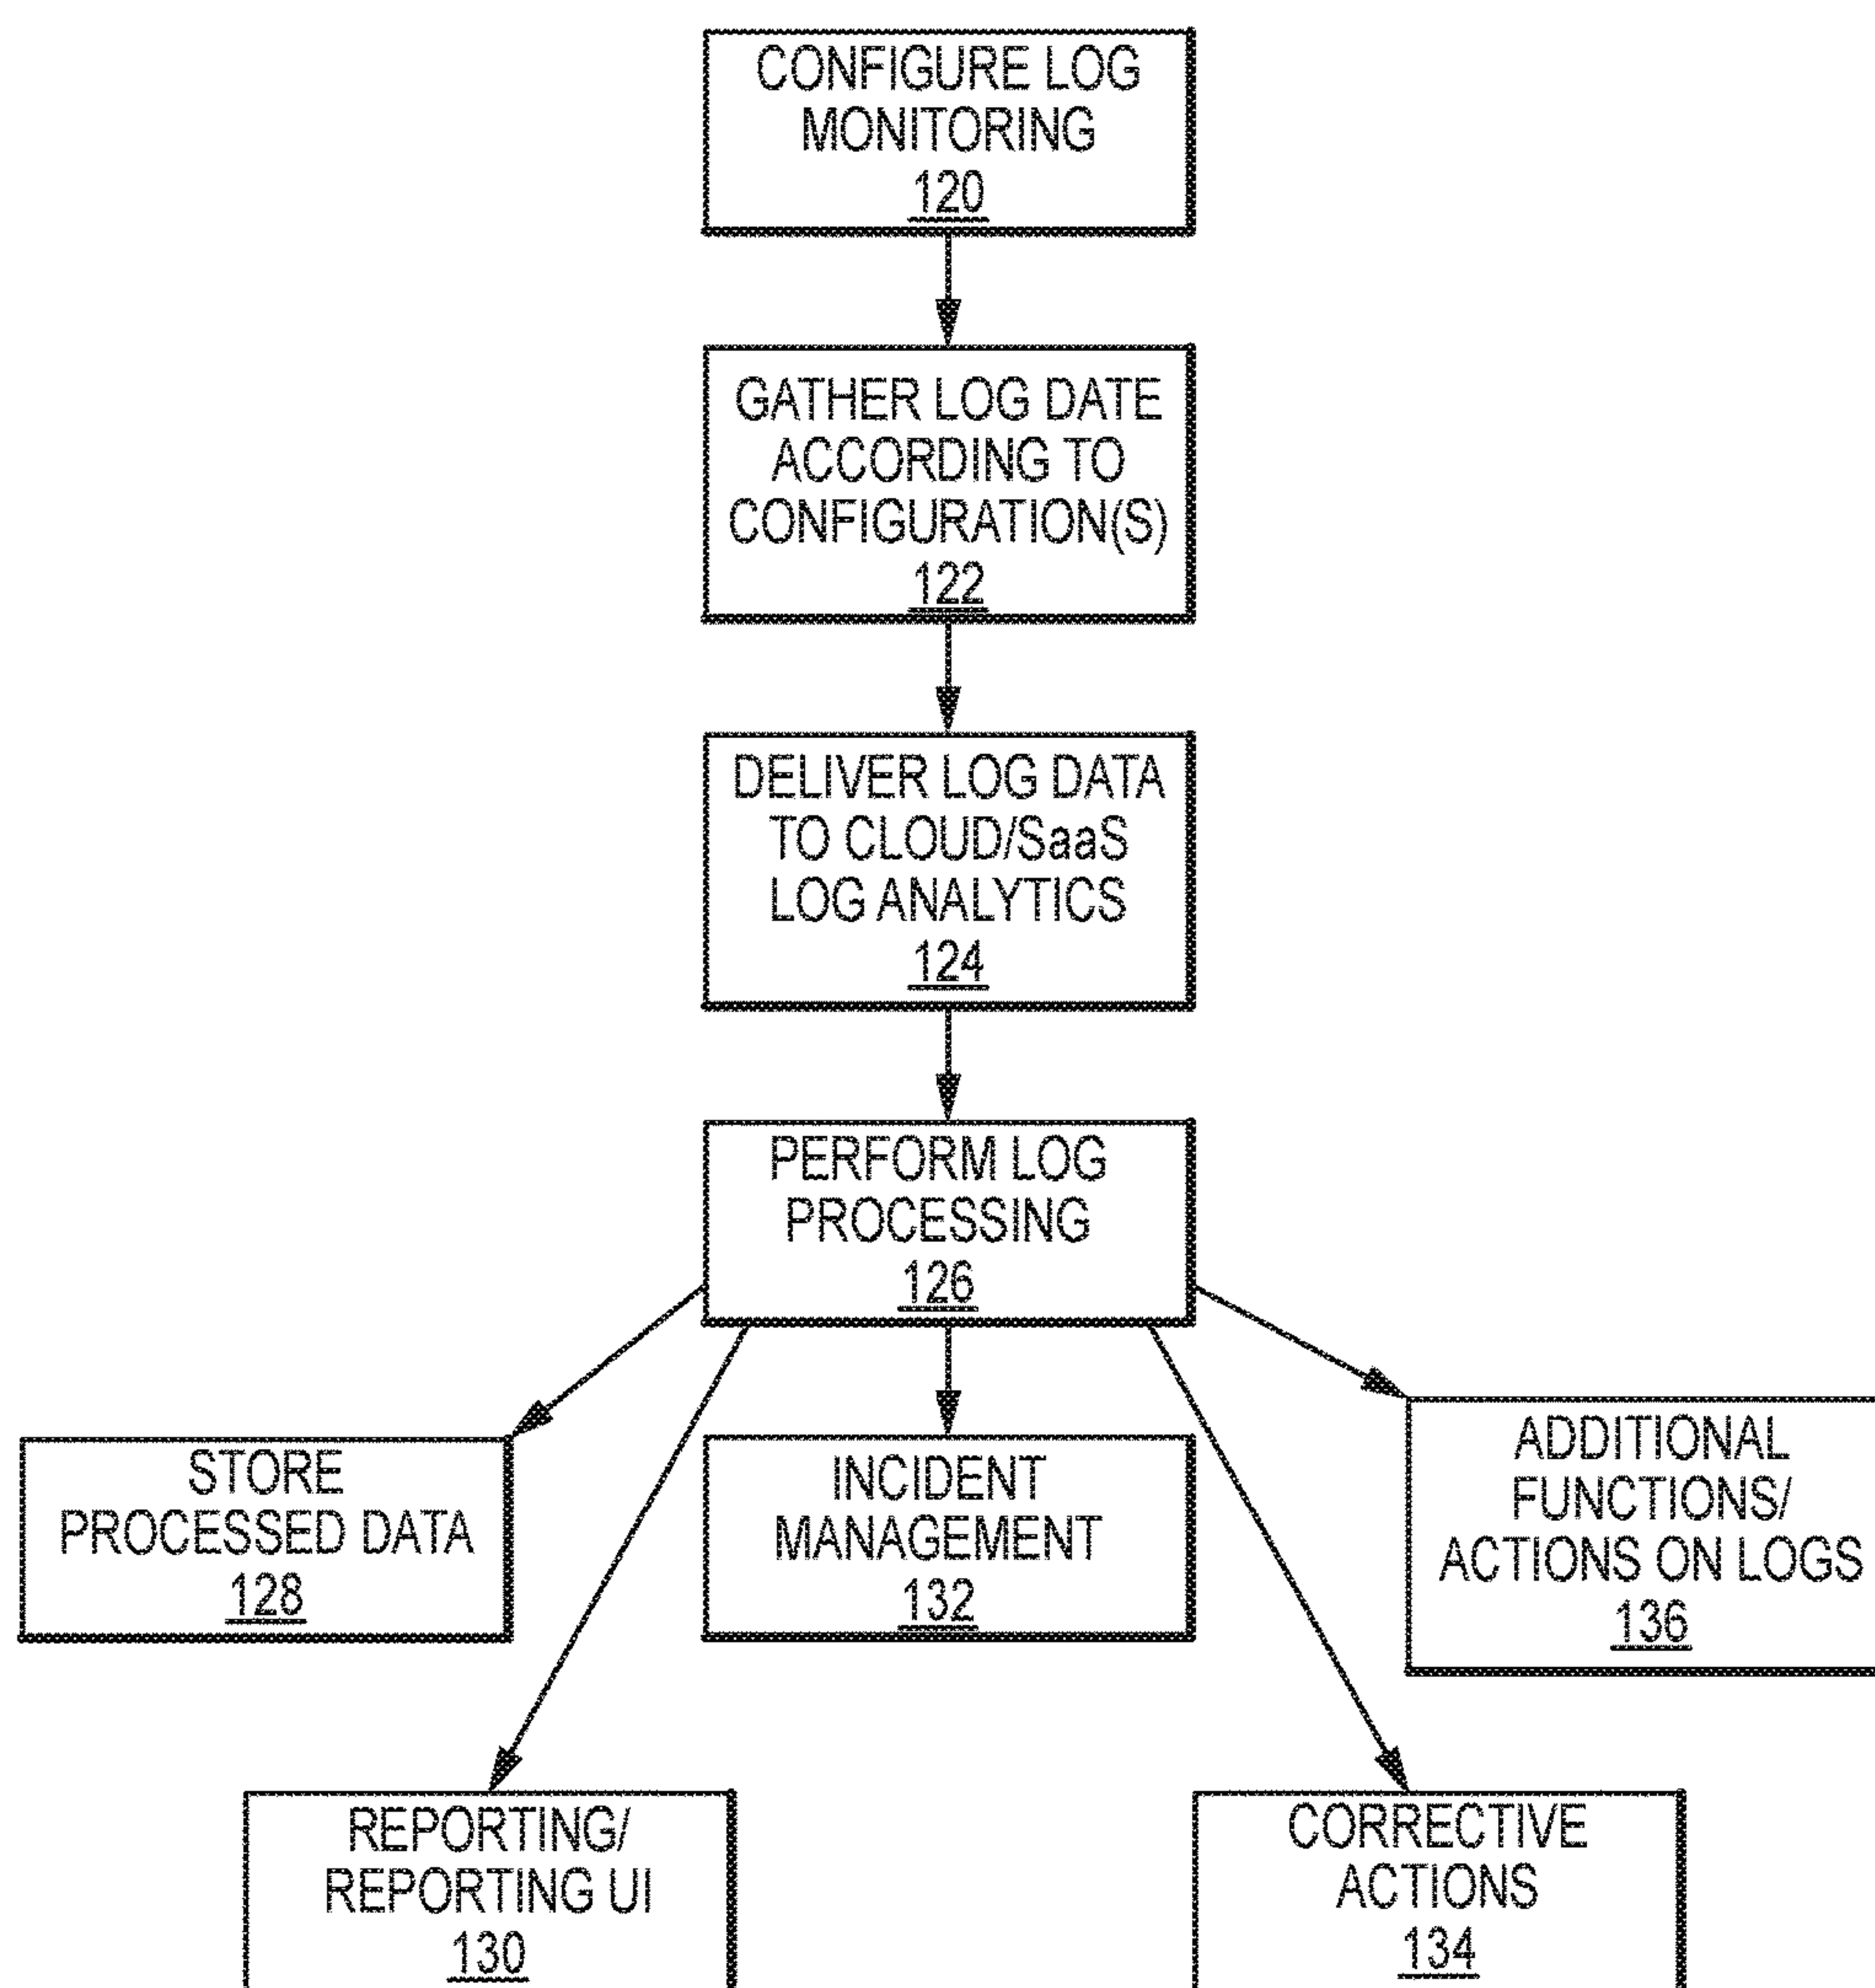 CONFIGURE LOG
MONITORING
120
GATHER LOG DATE
ACCORDING TO
CONFIGURATION(S)
122
DELIVER LOG DATA
TO CLOUD/SaaS
LOG ANALYTICS
124
PERFORM LOG
PROCESSING
126
STORE
PROCESSED DATA
128
INCIDENT
MANAGEMENT
132
ADDITIONAL
FUNCTIONS/
ACTIONS ON LOGS
136
REPORTING/
REPORTING UI
130
CORRECTIVE
ACTIONS
134